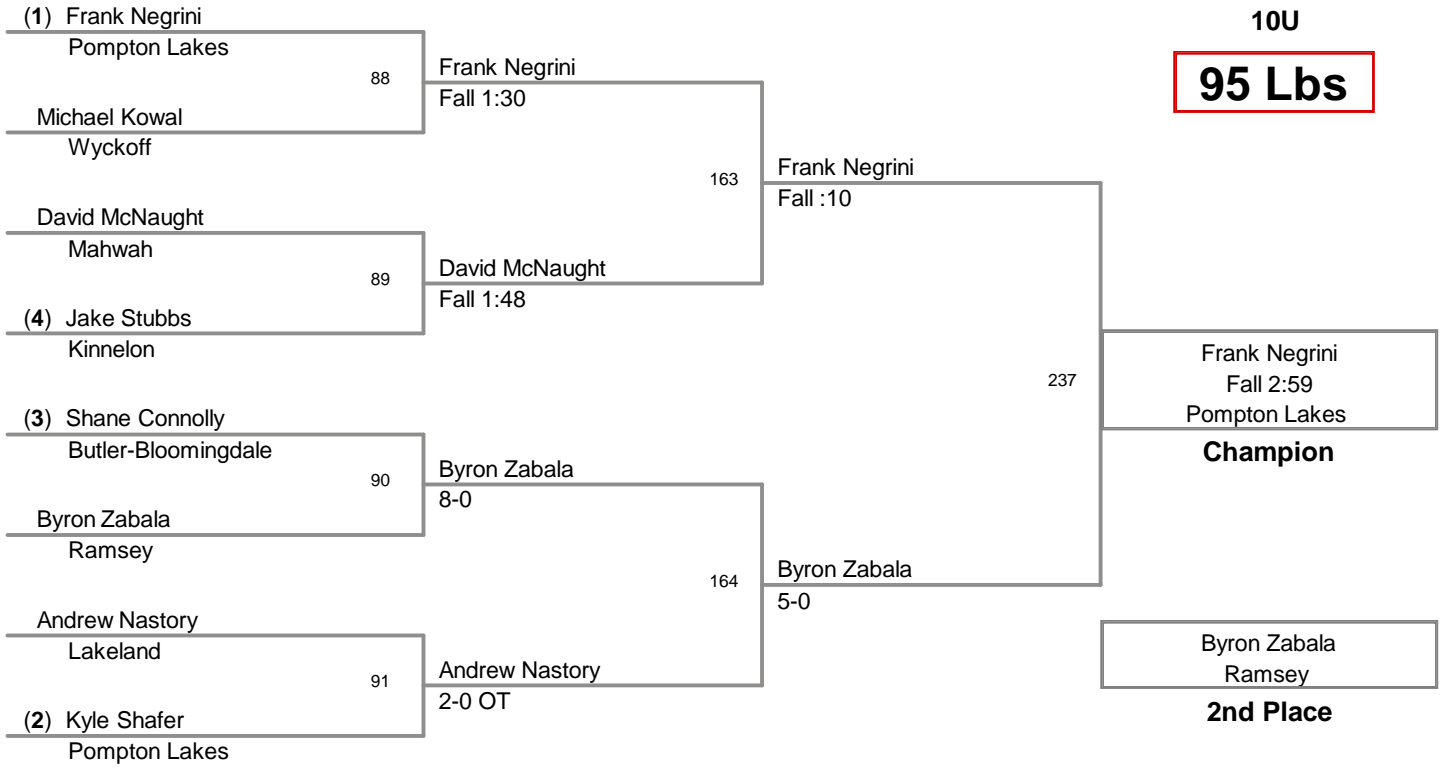 (1) Frank Negrini
Pompton Lakes
88
Michael Kowal
Wyckoff
David McNaught
Mahwah
89
(4) Jake Stubbs
Kinnelon
(3) Shane Connolly
Butler-Bloomingdale
90
Byron Zabala
Ramsey
Andrew Nastory
Lakeland
91
(2) Kyle Shafer
Pompton Lakes
Frank Negrini
Fall 1:30
163
David McNaught
Fall 1:48
Byron Zabala
8-0
164
Andrew Nastory
2-0 OT
Frank Negrini
Fall :10
237
Byron Zabala
5-0
10U
95 Lbs
Frank Negrini
Fall 2:59
Pompton Lakes
Champion
Byron Zabala
Ramsey
2nd Place